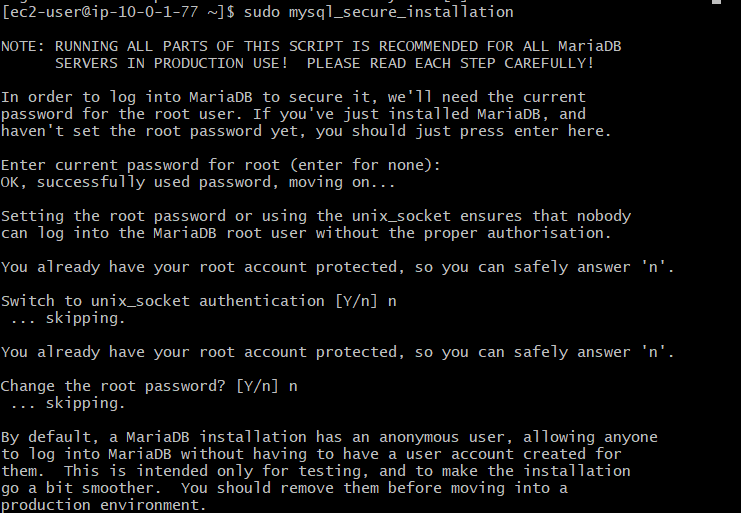 [ec2-user@ip-10-0-1-77 ~]$ sudo mysql_secure_installation
NOTE: RUNNING ALL PARTS OF THIS SCRIPT IS RECOMMENDED FOR ALL MariaDB
SERVERS IN PRODUCTION USE!  PLEASE READ EACH STEP CAREFULLY!
In order to log into MariaDB to secure it, we'll need the current
password for the root user. If you've just installed MariaDB, and
haven't set the root password yet, you should just press enter here.
Enter current password for root (enter for none):
OK, successfully used password, moving on...
Setting the root password or using the unix_socket ensures that nobody
can log into the MariaDB root user without the proper authorisation.
You already have your root account protected, so you can safely answer 'n'.
Switch to unix_socket authentication [Y/n] n
 ... skipping.
You already have your root account protected, so you can safely answer 'n'.
Change the root password? [Y/n] n
 ... skipping.
By default, a MariaDB installation has an anonymous user, allowing anyone
to log into MariaDB without having to have a user account created for
them.  This is intended only for testing, and to make the installation
go a bit smoother.  You should remove them before moving into a
production environment.